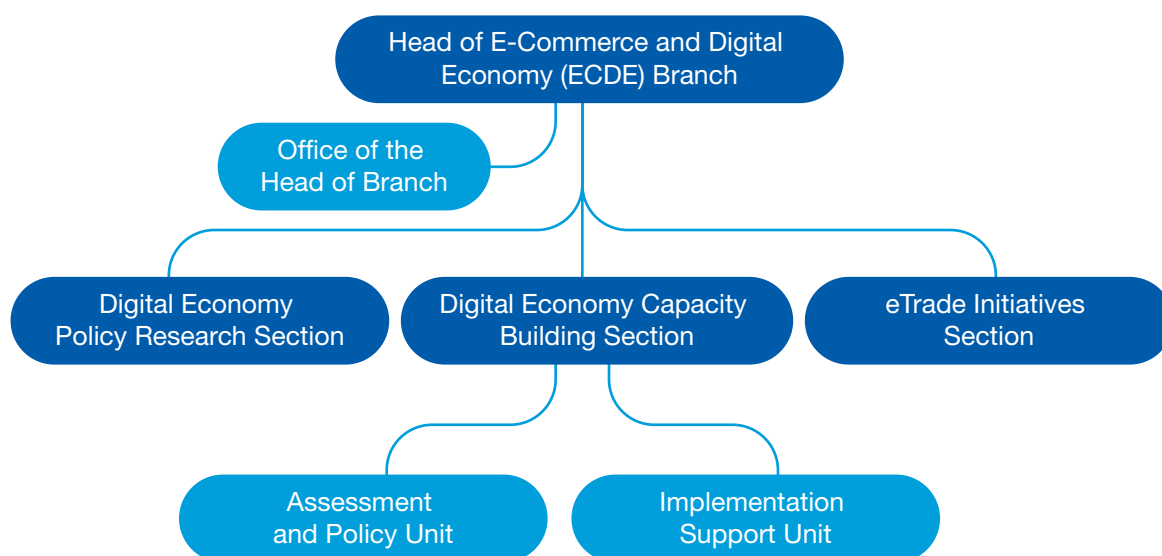 Head of E-Commerce and Digital
Economy (ECDE) Branch
Office of the
Head of Branch
Digital Economy
Policy Research Section
Digital Economy Capacity
Building Section
eTrade Initiatives
Section
Assessment
and Policy Unit
Implementation
Support Unit